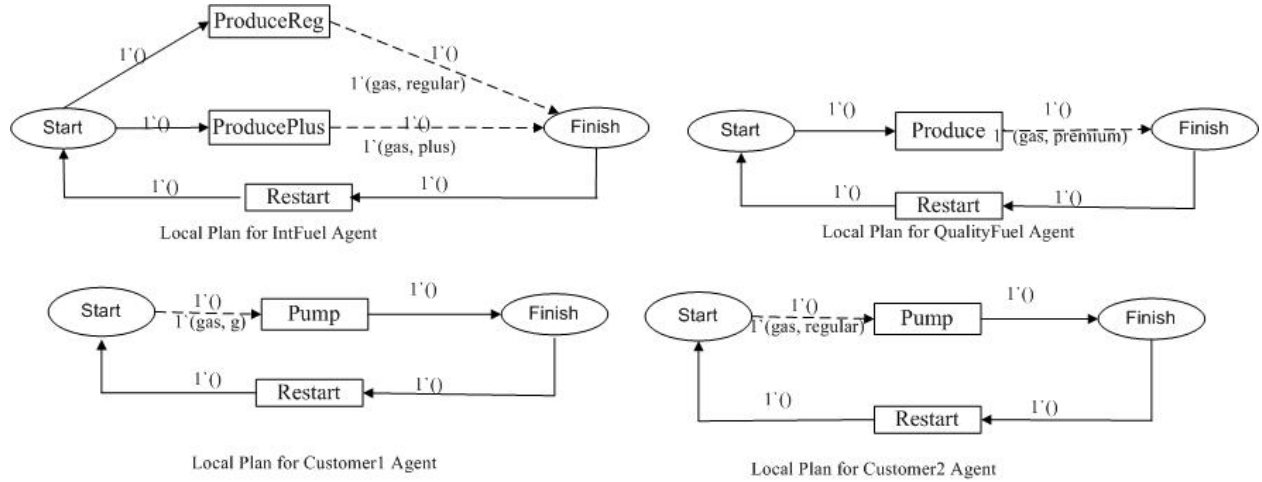 ProduceReg
1`()
1`()
1`(gas, regular)
Start
1`()
ProducePlus
1`()
1`(gas, plus)
Finish
1`()
Restart
1`()
Local Plan for IntFuel Agent
Start
1`()
Produce
1`()
1`(gas, premium)
Finish
1`()
Restart
1`()
Local Plan for QualityFuel Agent
Start
1`()
1`(gas, g)
Pump
1`()
Finish
1`()
Restart
1`()
Local Plan for Customer1 Agent
Start
1`()
1`(gas, regular)
Pump
1`()
Finish
1`()
Restart
1`()
Local Plan for Customer2 Agent